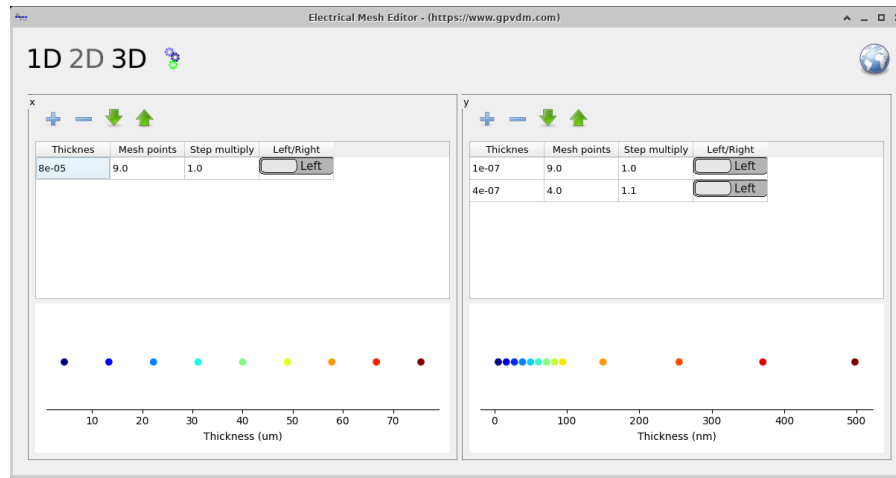 Electrical Mesh Editor - (https://www.gpvdm.com)
1D 2D 3D
x
Thicknes Mesh points Step multiply Left/Right
8e-05 9.0 1.0 Left
10 20 30 40 50 60 70
Thickness (um)
y
Thicknes Mesh points Step multiply Left/Right
1e-07 9.0 1.0 Left
4e-07 4.0 1.1 Left
0 100 200 300 400 500
Thickness (nm)